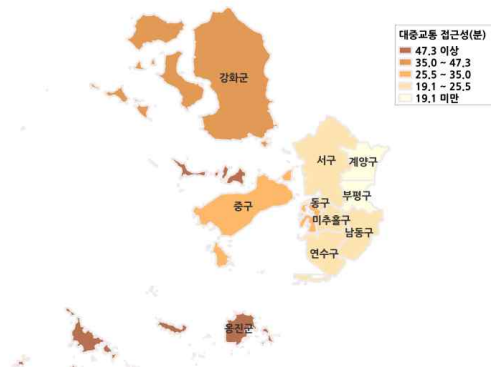 대중교통 접근성(분)
47.3 이상
35.0 ~ 47.3
25.5 ~ 35.0
19.1 ~ 25.5
19.1 미만
강화군
서구
계양구
부평구
동구
중구
미추홀구
남동구
연수구
옹진군